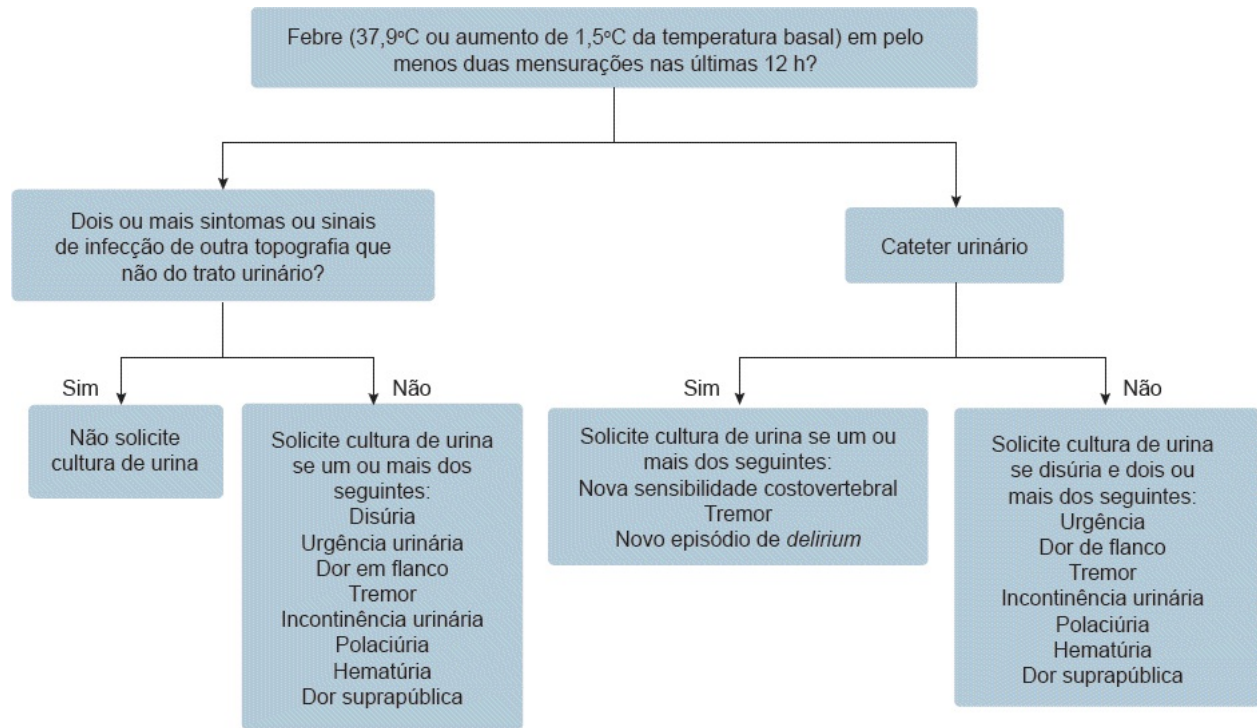 Febre (37,9ºC ou aumento de 1,5ºC da temperatura basal) em pelo
menos duas mensurações nas últimas 12 h?
Dois ou mais sintomas ou sinais
de infecção de outra topografia que
não do trato urinário?
Cateter urinário
Sim
Não
Sim
Não
Não solicite
cultura de urina
Solicite cultura de urina
se um ou mais dos
seguintes:
Disúria
Urgência urinária
Dor em flanco
Tremor
Incontinência urinária
Polaciúria
Hematúria
Dor suprapública
Solicite cultura de urina se um ou
mais dos seguintes:
Nova sensibilidade costovertebral
Tremor
Novo episódio de delirium
Solicite cultura de urina
se disúria e dois ou
mais dos seguintes:
Urgência
Dor de flanco
Tremor
Incontinência urinária
Polaciúria
Hematúria
Dor suprapública